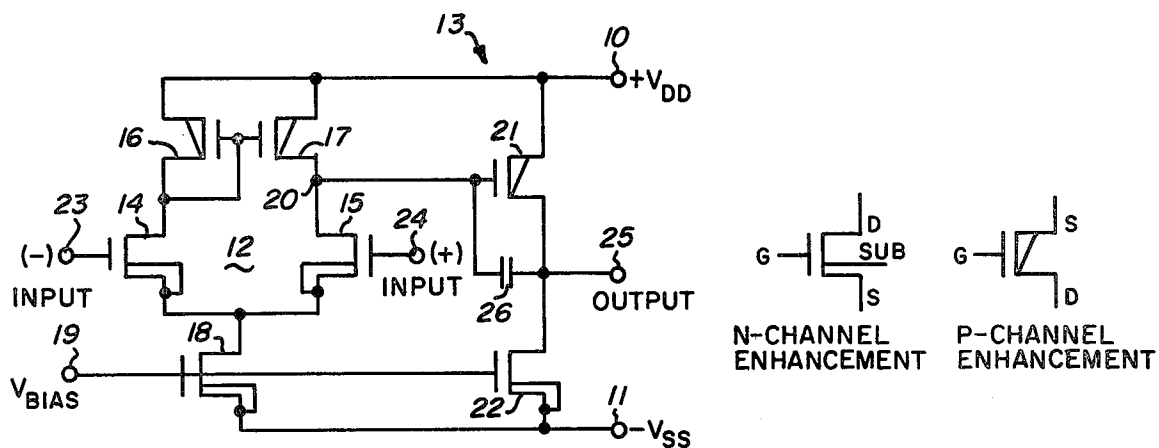 13
10
+VDD
16
17
21
20
23
14
15
24
25
(-)
12
(+)
INPUT
INPUT
OUTPUT
26
19
18
VBIAS
22
11
-VSS
G
D
SUB
S
N-CHANNEL
ENHANCEMENT
G
S
D
P-CHANNEL
ENHANCEMENT